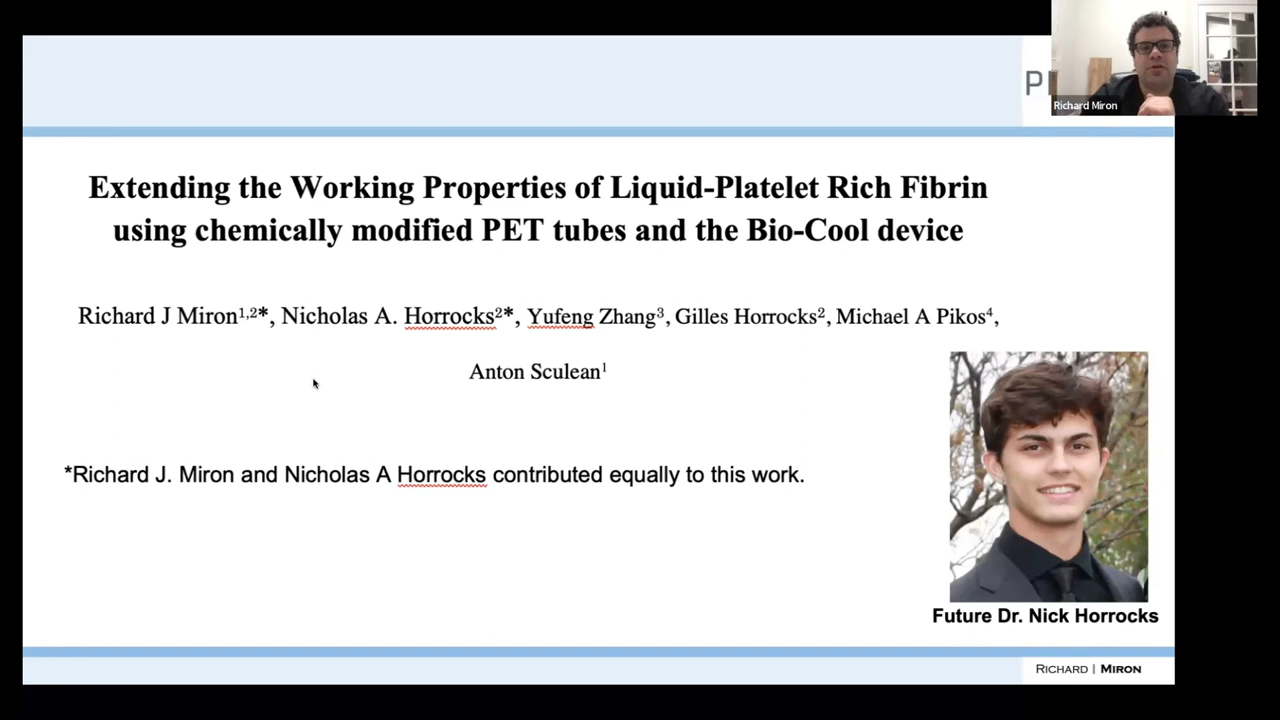 Richard Miron
Extending the Working Properties of Liquid-Platelet Rich Fibrin
using chemically modified PET tubes and the Bio-Cool device
Richard J Miron1,2*, Nicholas A. Horrocks2*, Yufeng Zhang3, Gilles Horrocks2, Michael A Pikos4,
Anton Sculean1
*Richard J. Miron and Nicholas A Horrocks contributed equally to this work.
Future Dr. Nick Horrocks
RICHARD | MIRON